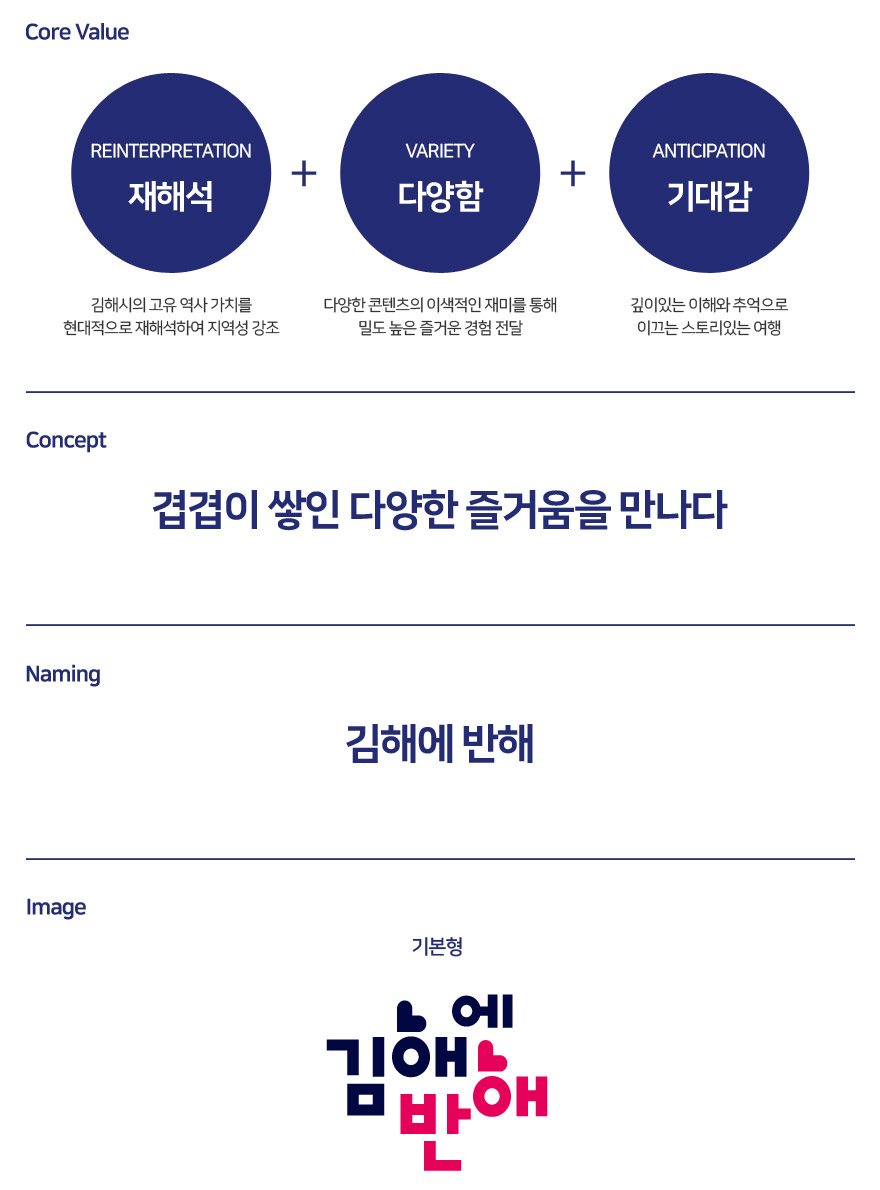 Core Value
REINTERPRETATION
재해석
+
VARIETY
다양함
+
ANTICIPATION
기대감
김해시의 고유 역사 가치를
현대적으로 재해석하여 지역성 강조
다양한 콘텐츠의 이색적인 재미를 통해
밀도 높은 즐거운 경험 전달
깊이있는 이해와 추억으로
이끄는 스토리있는 여행
Concept
겹겹이 쌓인 다양한 즐거움을 만나다
Naming
김해에 반해
Image
기본형
김해에
반해